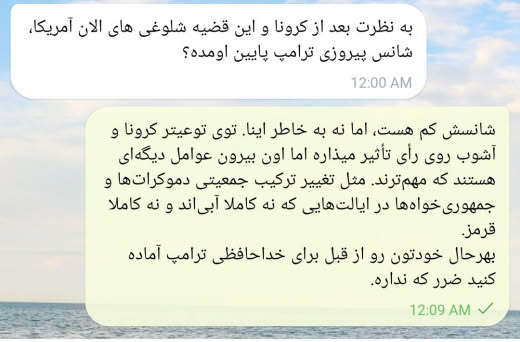 به نظرت بعد از کرونا و این قضیه شلوغی های الان آمریکا،
شانس پیروزی ترامپ پایین اومده؟
12:00 AM
شانسش کم هست، اما نه به خاطر اینا. توی توعیتر کرونا و
آشوب روی رأی تأثیر میذاره اما اون بیرون عوامل دیگه‌ای
هستند که مهم‌ترند. مثل تغییر ترکیب جمعیتی دموکرات‌ها و
جمهوری‌خواه‌ها در ایالت‌هایی که نه کاملا آبی‌اند و نه کاملا
قرمز.
بهرحال خودتون رو از قبل برای خداحافظی ترامپ آماده
کنید ضرر که نداره.
12:09 AM